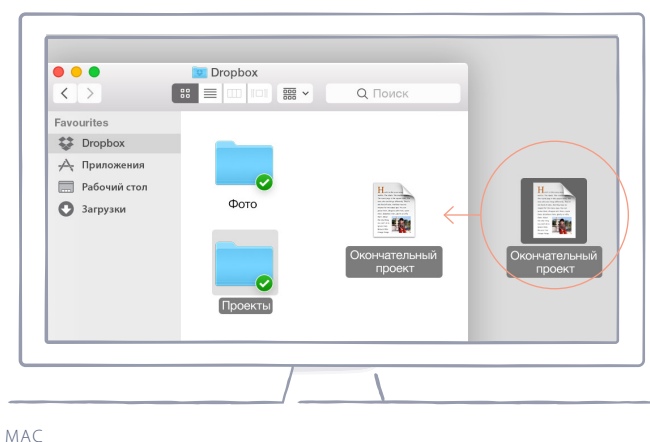 Dropbox
Поиск
Favourites
Dropbox
Приложения
Рабочий стол
Загрузки
Фото
Проекты
Окончательный
проект
Окончательный
проект
MAC